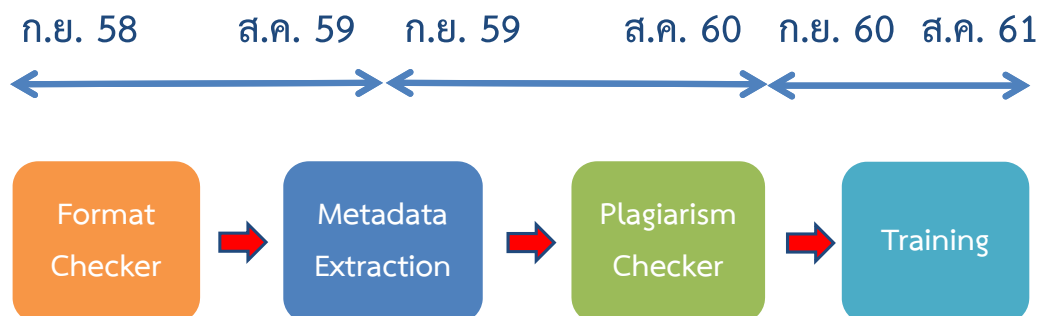 ก.ย. 58 ส.ค. 59 ก.ย. 59 ส.ค. 60 ก.ย. 60 ส.ค. 61
Format
Checker
Metadata
Extraction
Plagiarism
Checker
Training